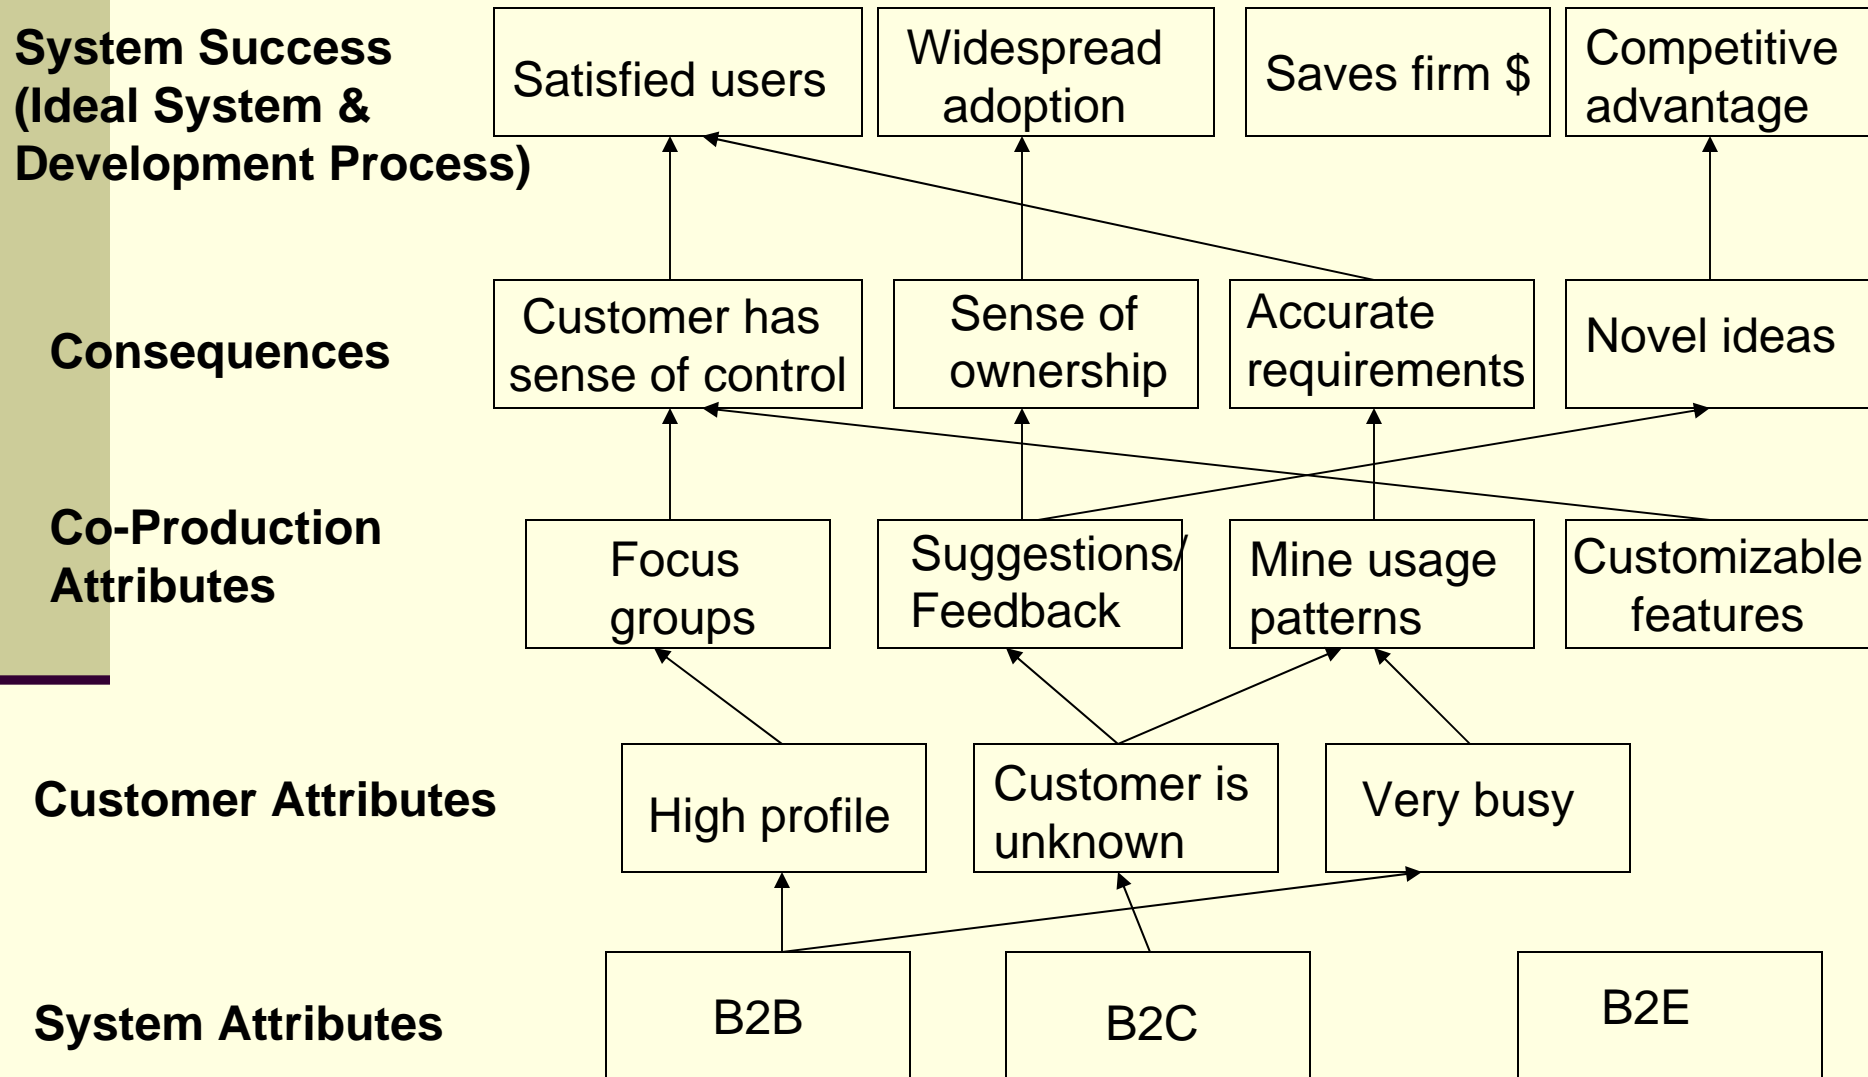 System Success
(Ideal System &
Development Process)
Satisfied users
Widespread
adoption
Saves firm $
Competitive
advantage
Consequences
Customer has
sense of control
Sense of
ownership
Accurate
requirements
Novel ideas
Co-Production
Attributes
Focus
groups
Suggestions/
Feedback
Mine usage
patterns
Customizable
features
Customer Attributes
High profile
Customer is
unknown
Very busy
System Attributes
B2B
B2C
B2E